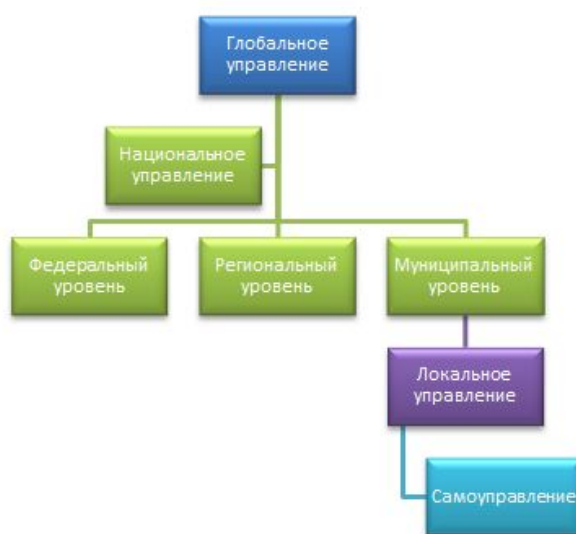 Глобальное
управление
Национальное
управление
Федеральный
уровень
Региональный
уровень
Муниципальный
уровень
Локальное
управление
Самоуправление